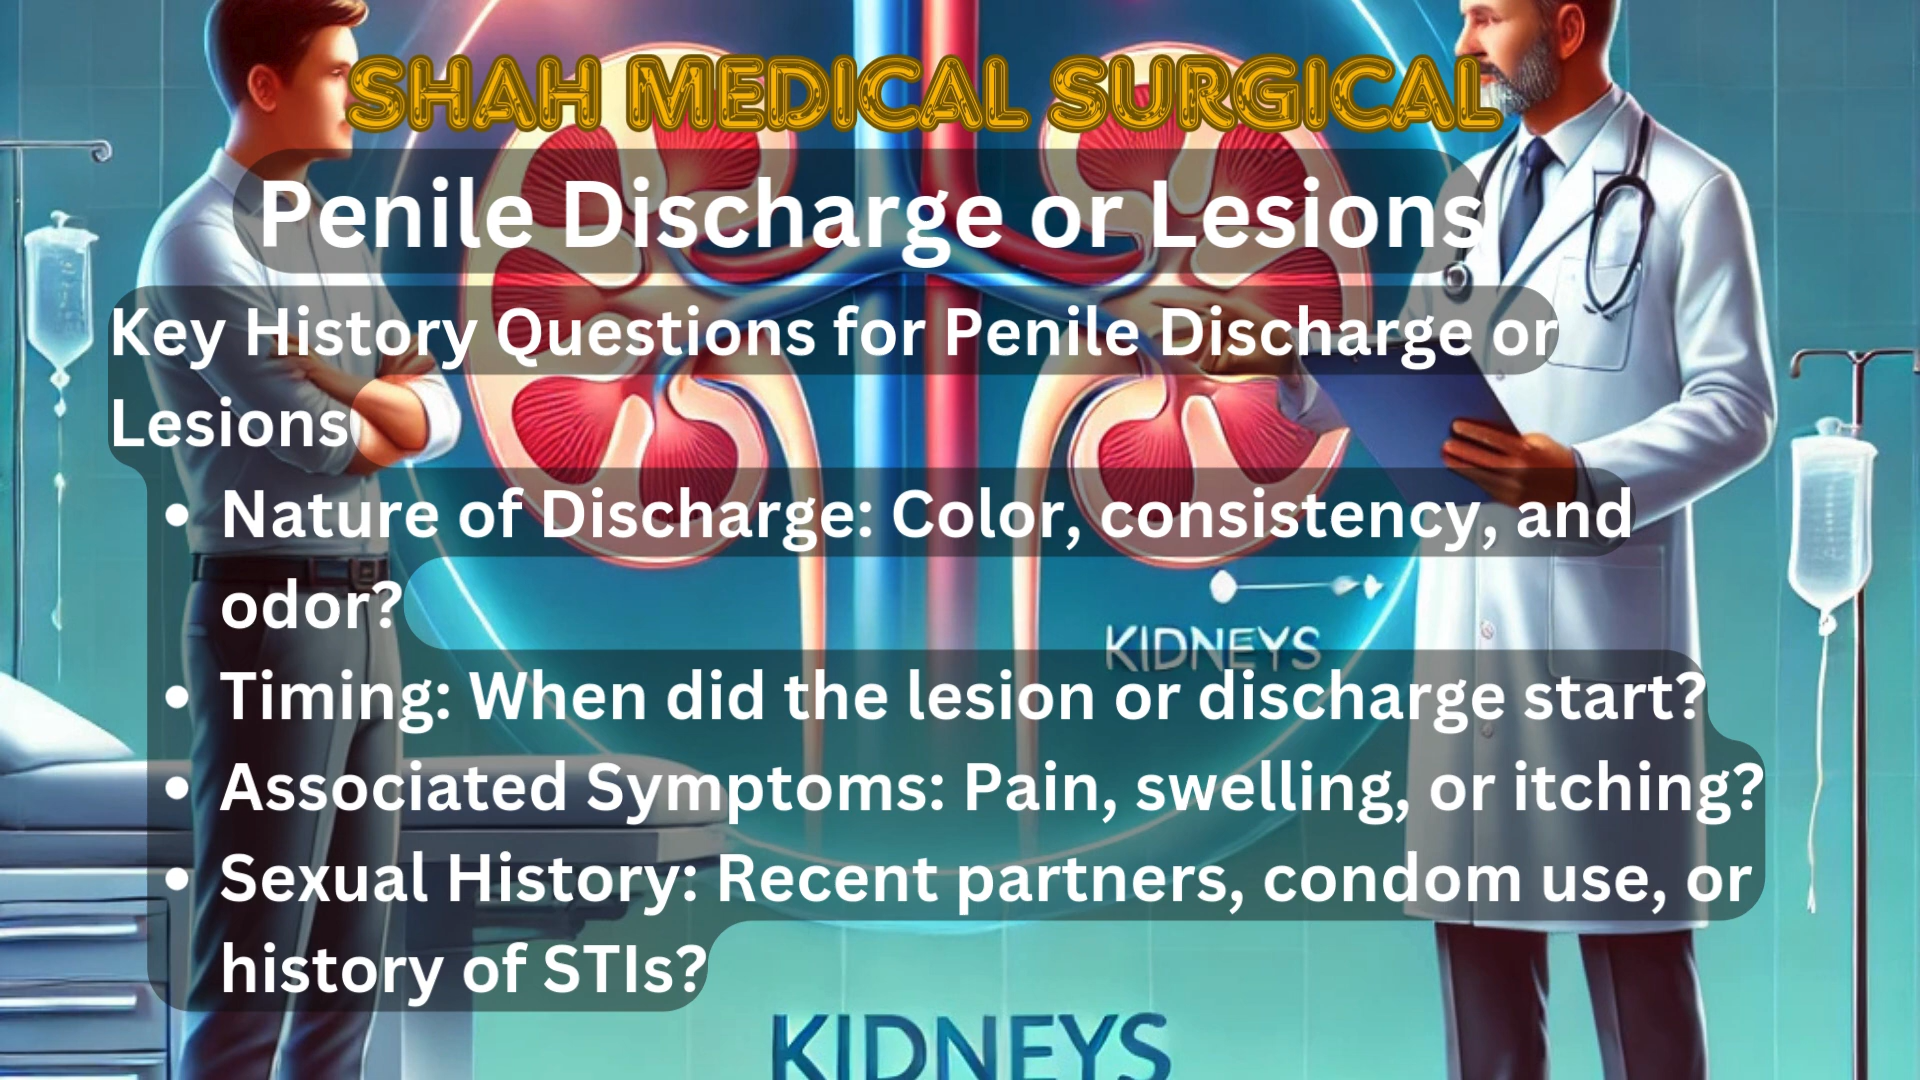 SHAH MEDICAL SURGICAL
Penile Discharge or Lesions
Key History Questions for Penile Discharge or
Lesions
• Nature of Discharge: Color, consistency, and
odor?
KIDNEYS
• Timing: When did the lesion or discharge start?
• Associated Symptoms: Pain, swelling, or itching?
• Sexual History: Recent partners, condom use, or
history of STIs?
KIDNEYS